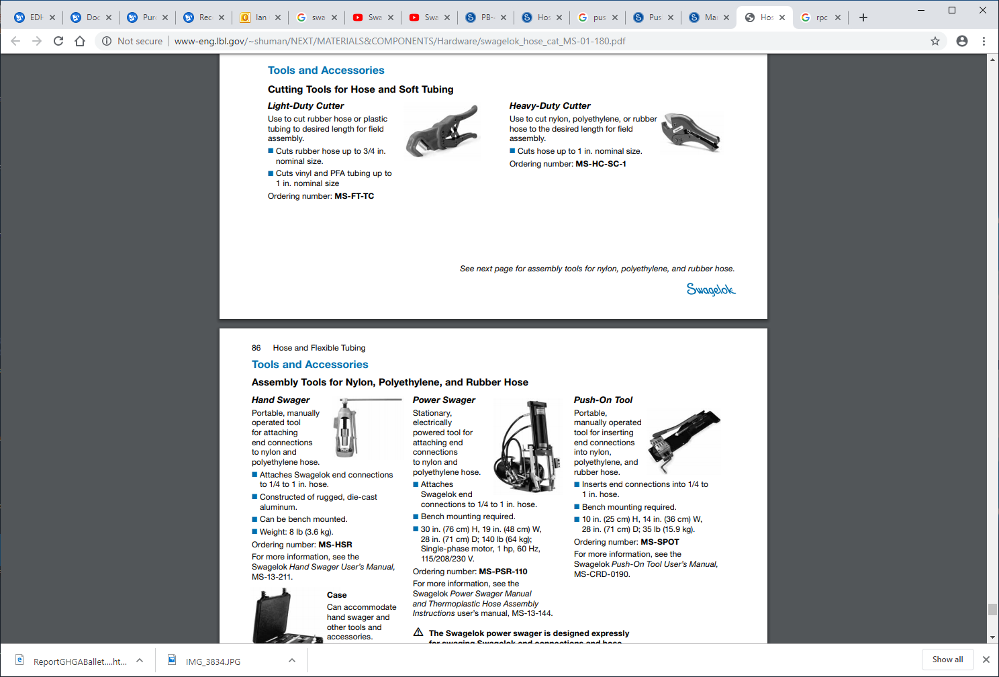 EDH
Doc
Pur
Rec
Ian
swa
Swa
Swa
PB-
Hos
pus
Pus
Ma
Hos
rpc
Not secure
www-eng.lbl.gov/~shuman/NEXT/MATERIALS&COMPONENTS/Hardware/swagelok_hose_cat_MS-01-180.pdf
Tools and Accessories
Cutting Tools for Hose and Soft Tubing
Light-Duty Cutter
Use to cut rubber hose or plastic
tubing to desired length for field
assembly.
Cuts rubber hose up to 3/4 in.
nominal size.
Cuts vinyl and PFA tubing up to
1 in. nominal size
Ordering number: MS-FT-TC
Heavy-Duty Cutter
Use to cut nylon, polyethylene, or rubber
hose to the desired length for field
assembly.
Cuts hose up to 1 in. nominal size.
Ordering number: MS-HC-SC-1
See next page for assembly tools for nylon, polyethylene, and rubber hose.
Swagelok
86 Hose and Flexible Tubing
Tools and Accessories
Assembly Tools for Nylon, Polyethylene, and Rubber Hose
Hand Swager
Portable, manually
operated tool
for attaching
end connections
to nylon and
polyethylene hose.
Attaches Swagelok end connections
to 1/4 to 1 in. hose.
Constructed of rugged, die-cast
aluminum.
Can be bench mounted.
Weight: 8 lb (3.6 kg).
Ordering number: MS-HSR
For more information, see the
Swagelok Hand Swager User's Manual,
MS-13-211.
Case
Can accommodate
hand swager and
other tools and
accessories.
Power Swager
Stationary,
electrically
powered tool for
attaching end
connections
to nylon and
polyethylene hose.
Attaches
Swagelok end
connections to 1/4 to 1 in. hose.
Bench mounting required.
30 in. (76 cm) H, 19 in. (48 cm) W,
28 in. (71 cm) D; 140 lb (64 kg);
Single-phase motor, 1 hp, 60 Hz,
115/208/230 V.
Ordering number: MS-PSR-110
For more information, see the
Swagelok Power Swager Manual
and Thermoplastic Hose Assembly
Instructions user's manual, MS-13-144.
The Swagelok power swager is designed expressly
for swaging Swagelok end connections and hose
Push-On Tool
Portable,
manually operated
tool for inserting
end connections
into nylon,
polyethylene, and
rubber hose.
Inserts end connections into 1/4 to
1 in. hose.
Bench mounting required.
10 in. (25 cm) H, 14 in. (36 cm) W,
28 in. (71 cm) D; 35 lb (15.9 kg).
Ordering number: MS-SPOT
For more information, see the
Swagelok Push-On Tool User's Manual,
MS-CRD-0190.
ReportGHGABallet....ht...
IMG_3834.JPG
Show all